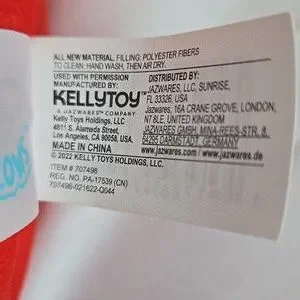 ALL NEW MATERIAL, FILLING: POLYESTER FIBERS
TO CLEAN: HAND WASH, THEN AIR DRY.
USED WITH PERMISSION
MANUFACTURED BY:
KELLYTOY
A JAZWARES COMPANY
Kelly Toys Holdings, LLC
4811 S. Alameda Street,
Los Angeles, CA 90058, USA.
MADE IN CHINA
© 2022 KELLY TOYS HOLDINGS, LLC.
ITEM # 707498
REG. NO. PA-17539 (CN)
707498-021622-Q044
DISTRIBUTED BY:
JAZWARES, LLC, SUNRISE,
FL 33326, USA
Jazwares, 16A CRANE GROVE, LONDON,
N7 8LE, UNITED KINGDOM
JAZWARES GMBH, MINA-REES-STR. 8,
64295 DARMSTADT, GERMANY
www.jazwares.com | www.jazwares.com